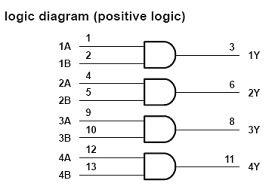 logic diagram (positive logic)
1A 1 3 1Y
1B 2
2A 4 6 2Y
2B 5
3A 9 8 3Y
3B 10
4A 12 11 4Y
4B 13